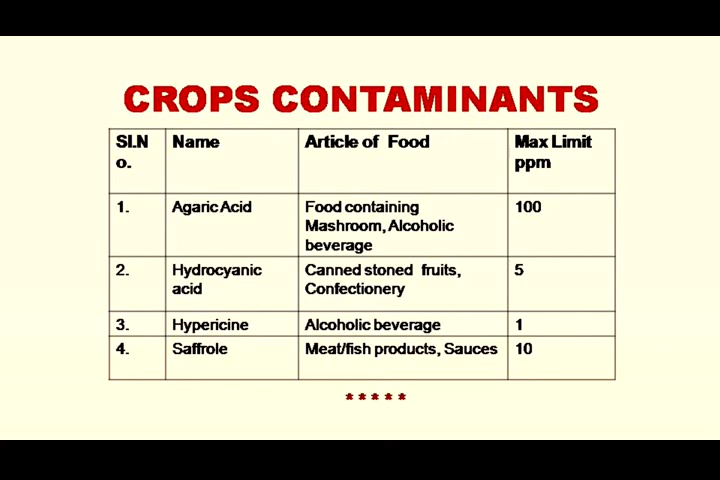 CROPS CONTAMINANTS
Sl.N Name Article of Food Max Limit
o. ppm
1. Agaric Acid Food containing 100
Mashroom, Alcoholic
beverage
2. Hydrocyanic Canned stoned fruits, 5
acid Confectionery
3. Hypericine Alcoholic beverage 1
4. Saffrole Meat/fish products, Sauces 10
* * * * *